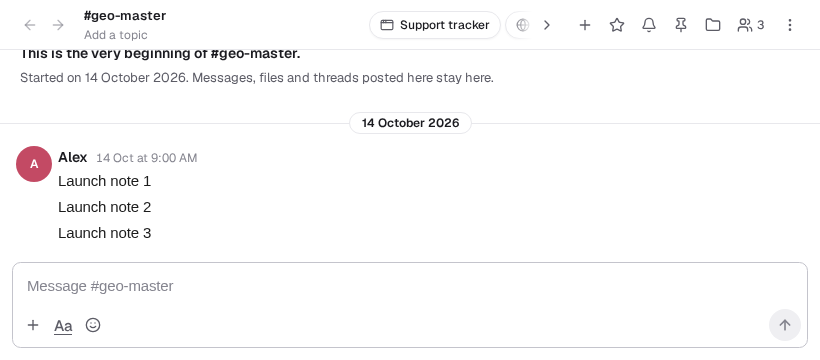 #geo-master
Add a topic
Support tracker
3
This is the very beginning of #geo-master.
Started on 14 October 2026. Messages, files and threads posted here stay here.
14 October 2026
A
Alex 14 Oct at 9:00 AM
Launch note 1
Launch note 2
Launch note 3
Message #geo-master
Aa